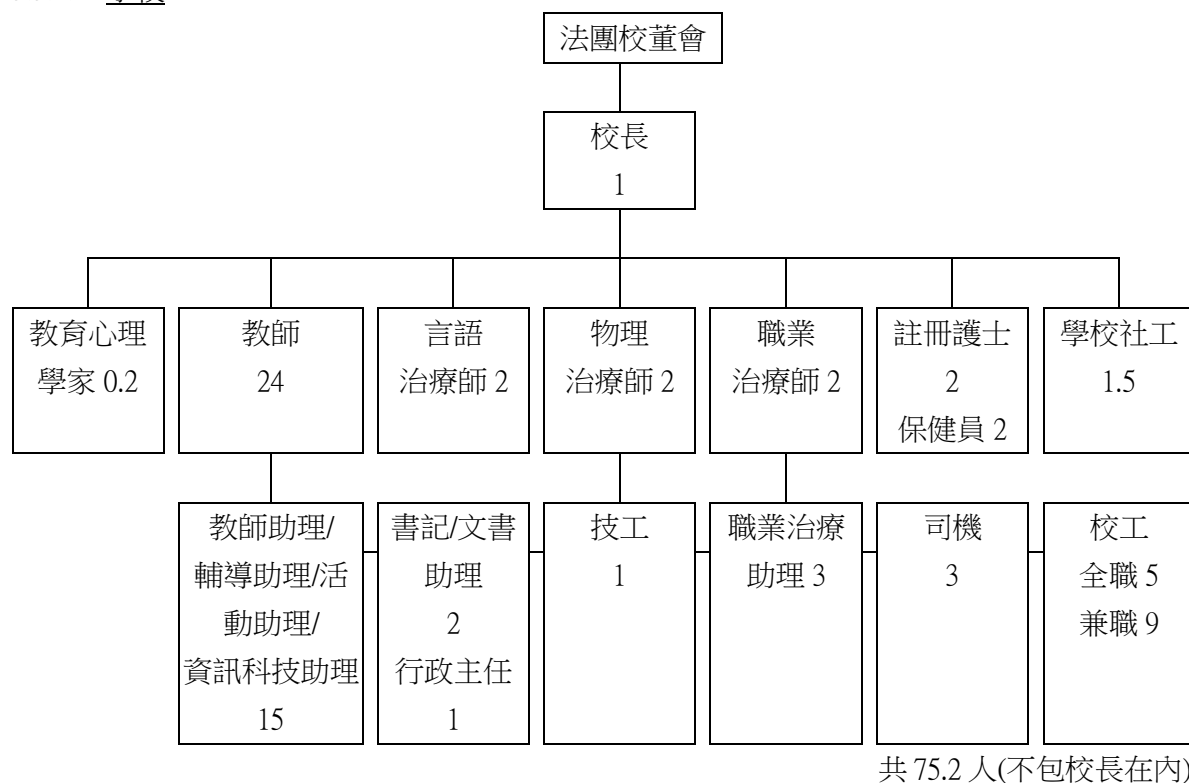 法團校董會
校長
1
教育心理
學家 0.2
教師
24
言語
治療師 2
物理
治療師 2
職業
治療師 2
註冊護士
2
保健員 2
學校社工
1.5
教師助理/
輔導助理/活
動助理/
資訊科技助理
15
書記/文書
助理
2
行政主任
1
技工
1
職業治療
助理 3
司機
3
校工
全職 5
兼職 9
共 75.2 人(不包校長在內)